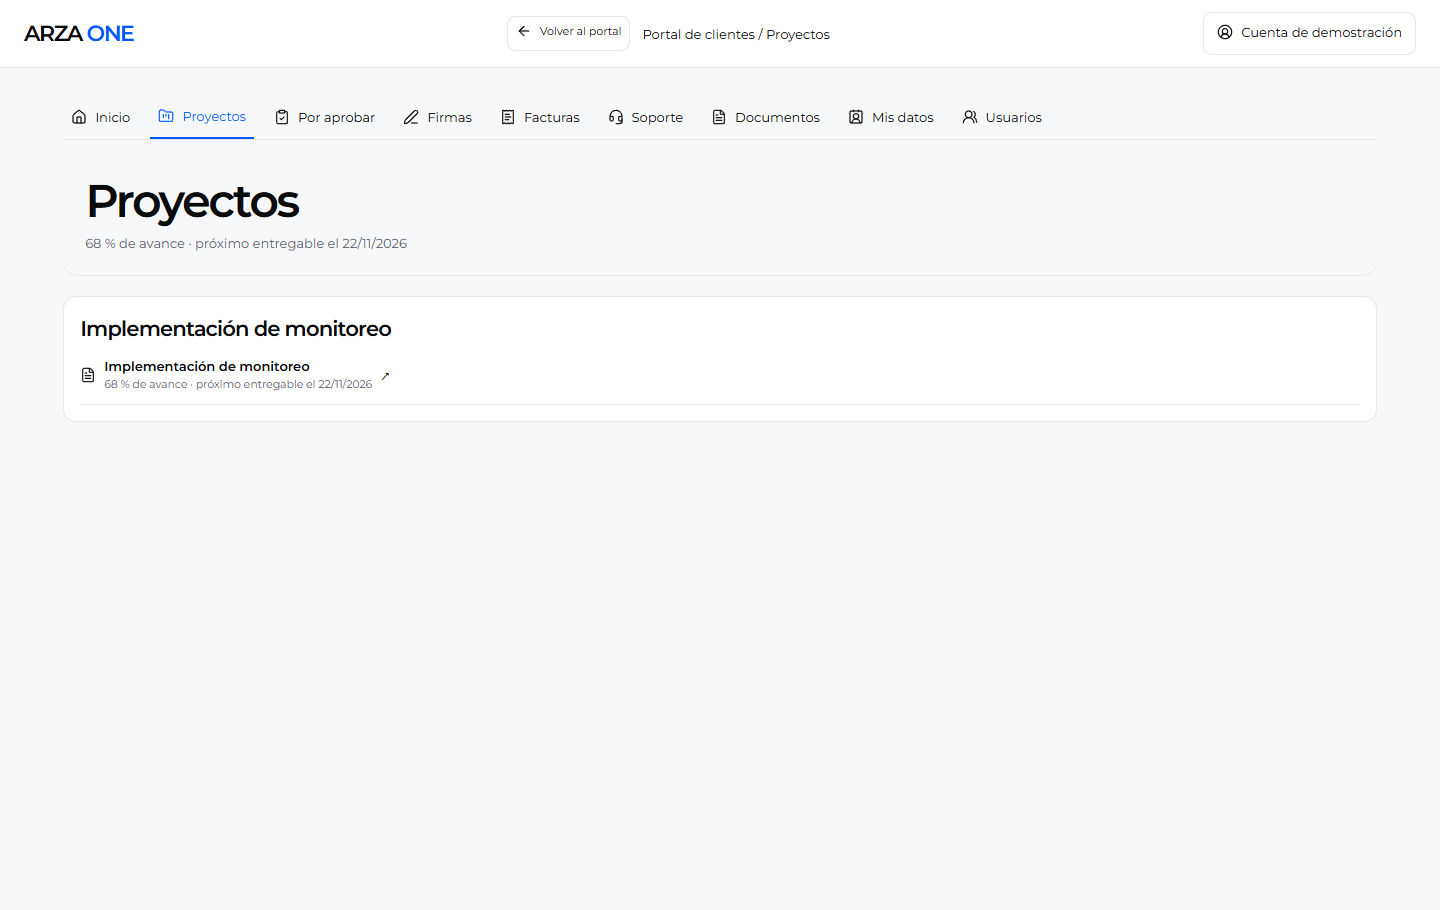 ARZA ONE
Volver al portal
Portal de clientes / Proyectos
Cuenta de demostración
Inicio
Proyectos
Por aprobar
Firmas
Facturas
Soporte
Documentos
Mis datos
Usuarios
Proyectos
68 % de avance · próximo entregable el 22/11/2026
Implementación de monitoreo
Implementación de monitoreo
68 % de avance · próximo entregable el 22/11/2026 ↗